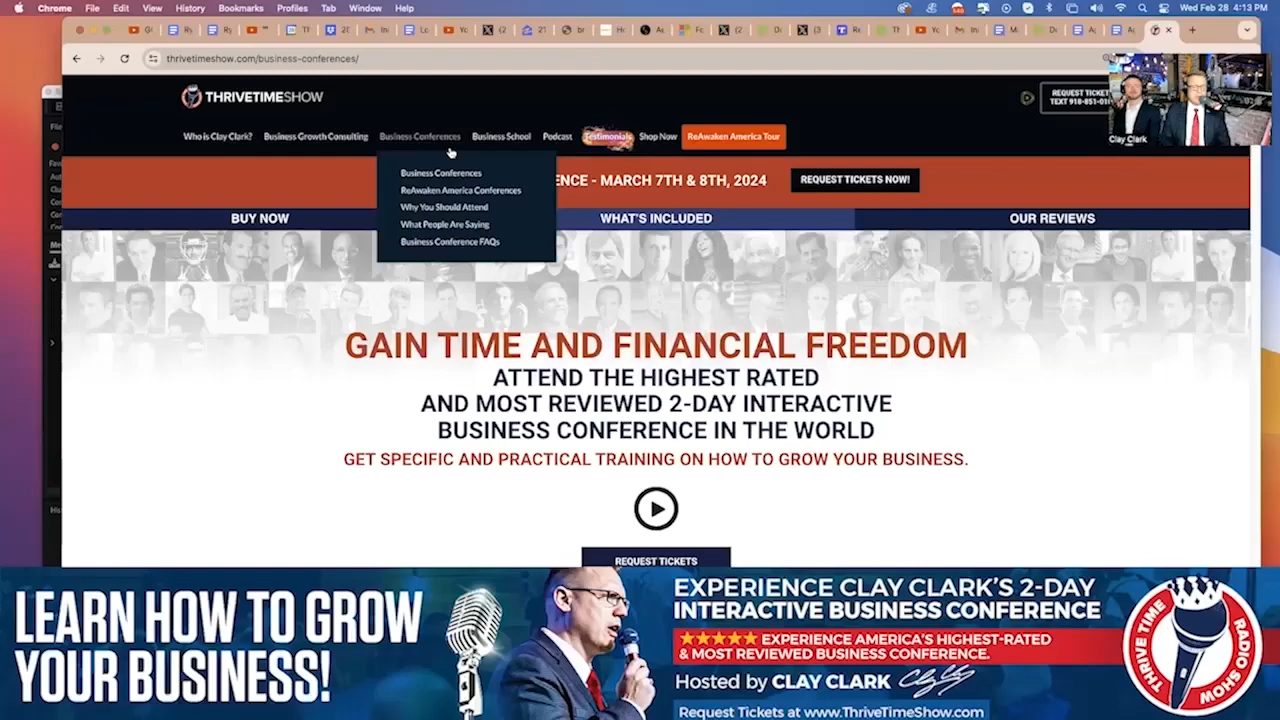 Chrome File Edit View History Bookmarks Profiles Tab Window Help
Wed Feb 28 4:13 PM
thrivetimeshow.com/business-conferences/
THRIVETIMESHOW
REQUEST TICKET
TEXT 918-851-01
Clay Clark
Who is Clay Clark? Business Growth Consulting Business Conferences Business School Podcast Testimonials Shop Now ReAwaken America Tour
Business Conferences
ReAwaken America Conferences
Why You Should Attend
What People Are Saying
Business Conference FAQs
ENCE - MARCH 7TH & 8TH, 2024
REQUEST TICKETS NOW!
BUY NOW
WHAT'S INCLUDED
OUR REVIEWS
GAIN TIME AND FINANCIAL FREEDOM
ATTEND THE HIGHEST RATED
AND MOST REVIEWED 2-DAY INTERACTIVE
BUSINESS CONFERENCE IN THE WORLD
GET SPECIFIC AND PRACTICAL TRAINING ON HOW TO GROW YOUR BUSINESS.
REQUEST TICKETS
LEARN HOW TO GROW
YOUR BUSINESS!
EXPERIENCE CLAY CLARK'S 2-DAY
INTERACTIVE BUSINESS CONFERENCE
EXPERIENCE AMERICA'S HIGHEST-RATED
& MOST REVIEWED BUSINESS CONFERENCE.
Hosted by CLAY CLARK
Request Tickets at www.ThriveTimeShow.com
THRIVE TIME RADIO SHOW